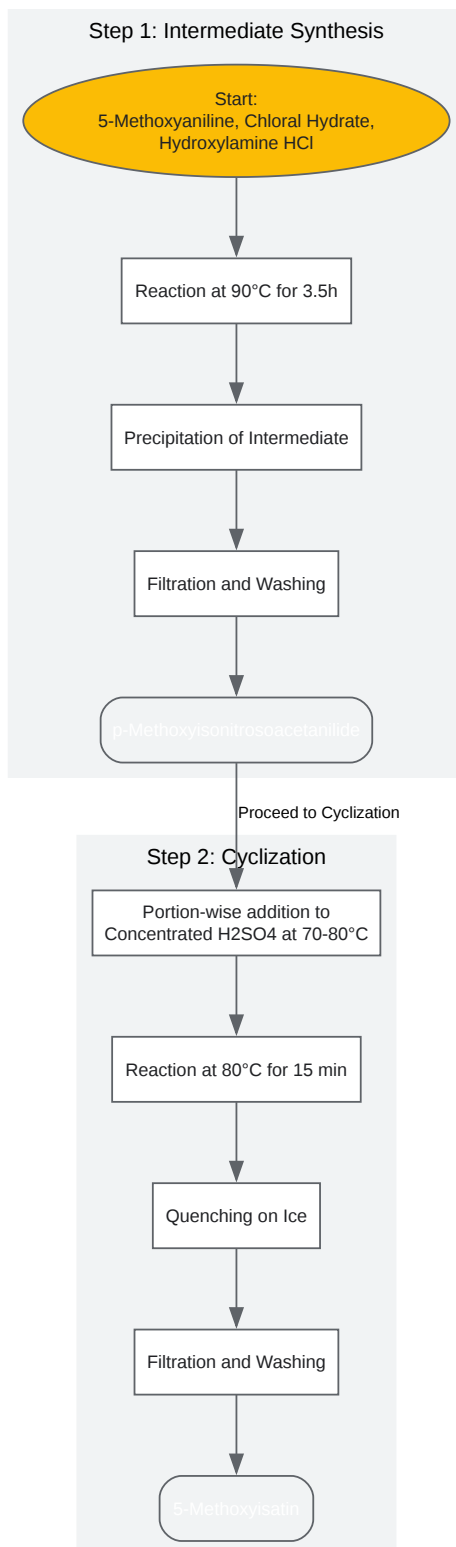 Step 1: Intermediate Synthesis
Start:
5-Methoxyaniline, Chloral Hydrate,
Hydroxylamine HCl
Reaction at 90°C for 3.5h
Precipitation of Intermediate
Filtration and Washing
p-Methoxyisonitrosoacetanilide
Proceed to Cyclization
Step 2: Cyclization
Portion-wise addition to
Concentrated H2SO4 at 70-80°C
Reaction at 80°C for 15 min
Quenching on Ice
Filtration and Washing
5-Methoxyisatin